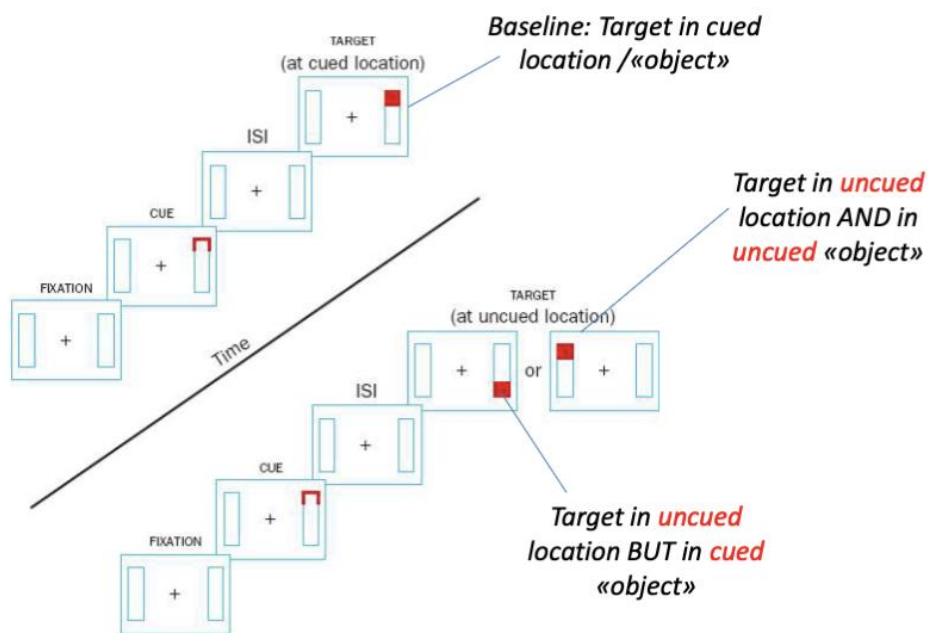 Baseline: Target in cued
location /«object»
TARGET
(at cued location)
+
ISI
+
CUE
+
FIXATION
+
Time
Target in uncued
location AND in
uncued «object»
TARGET
(at uncued location)
+
or
+
ISI
+
CUE
+
FIXATION
+
Target in uncued
location BUT in cued
«object»